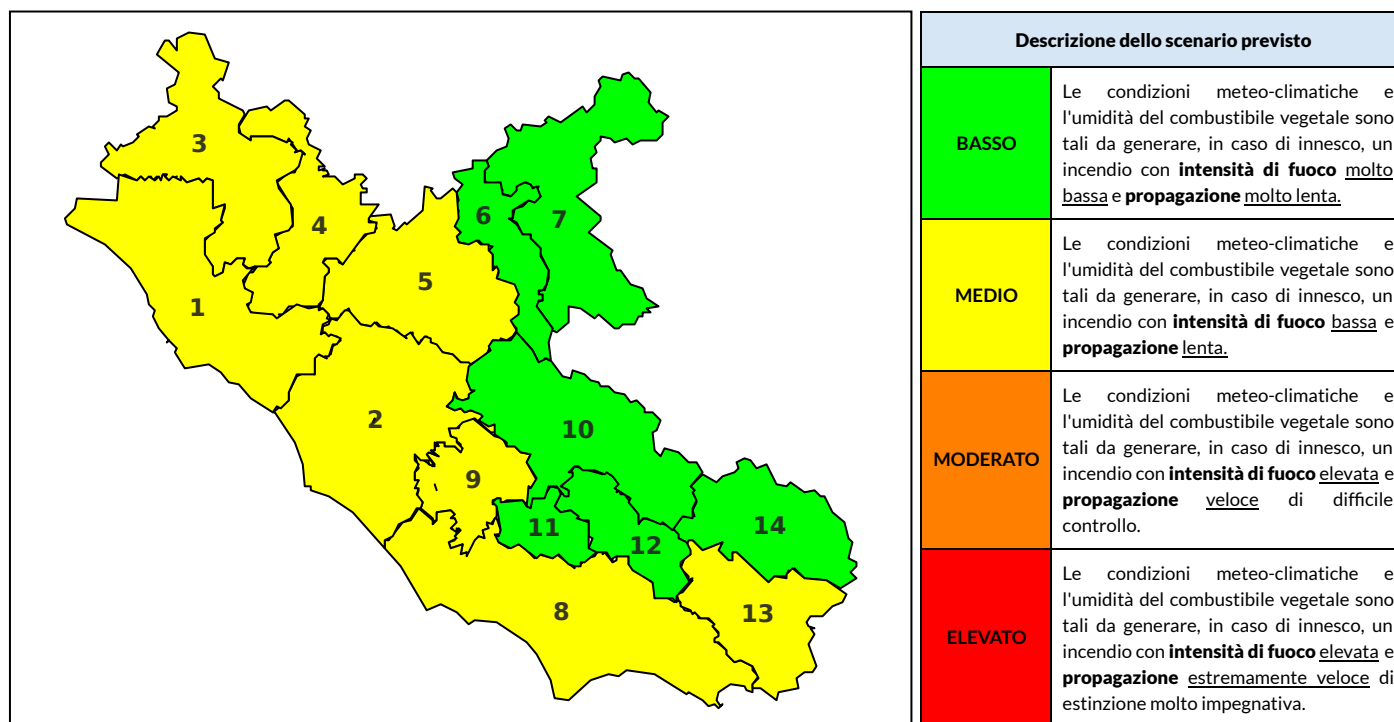 3
4
6
7
5
1
2
10
9
11
12
14
8
13
Descrizione dello scenario previsto
BASSO
Le condizioni meteo-climatiche e
l'umidità del combustibile vegetale sono
tali da generare, in caso di innesco, un
incendio con intensità di fuoco molto
bassa e propagazione molto lenta.
MEDIO
Le condizioni meteo-climatiche e
l'umidità del combustibile vegetale sono
tali da generare, in caso di innesco, un
incendio con intensità di fuoco bassa e
propagazione lenta.
MODERATO
Le condizioni meteo-climatiche e
l'umidità del combustibile vegetale sono
tali da generare, in caso di innesco, un
incendio con intensità di fuoco elevata e
propagazione veloce di difficile
controllo.
ELEVATO
Le condizioni meteo-climatiche e
l'umidità del combustibile vegetale sono
tali da generare, in caso di innesco, un
incendio con intensità di fuoco elevata e
propagazione estremamente veloce di
estinzione molto impegnativa.